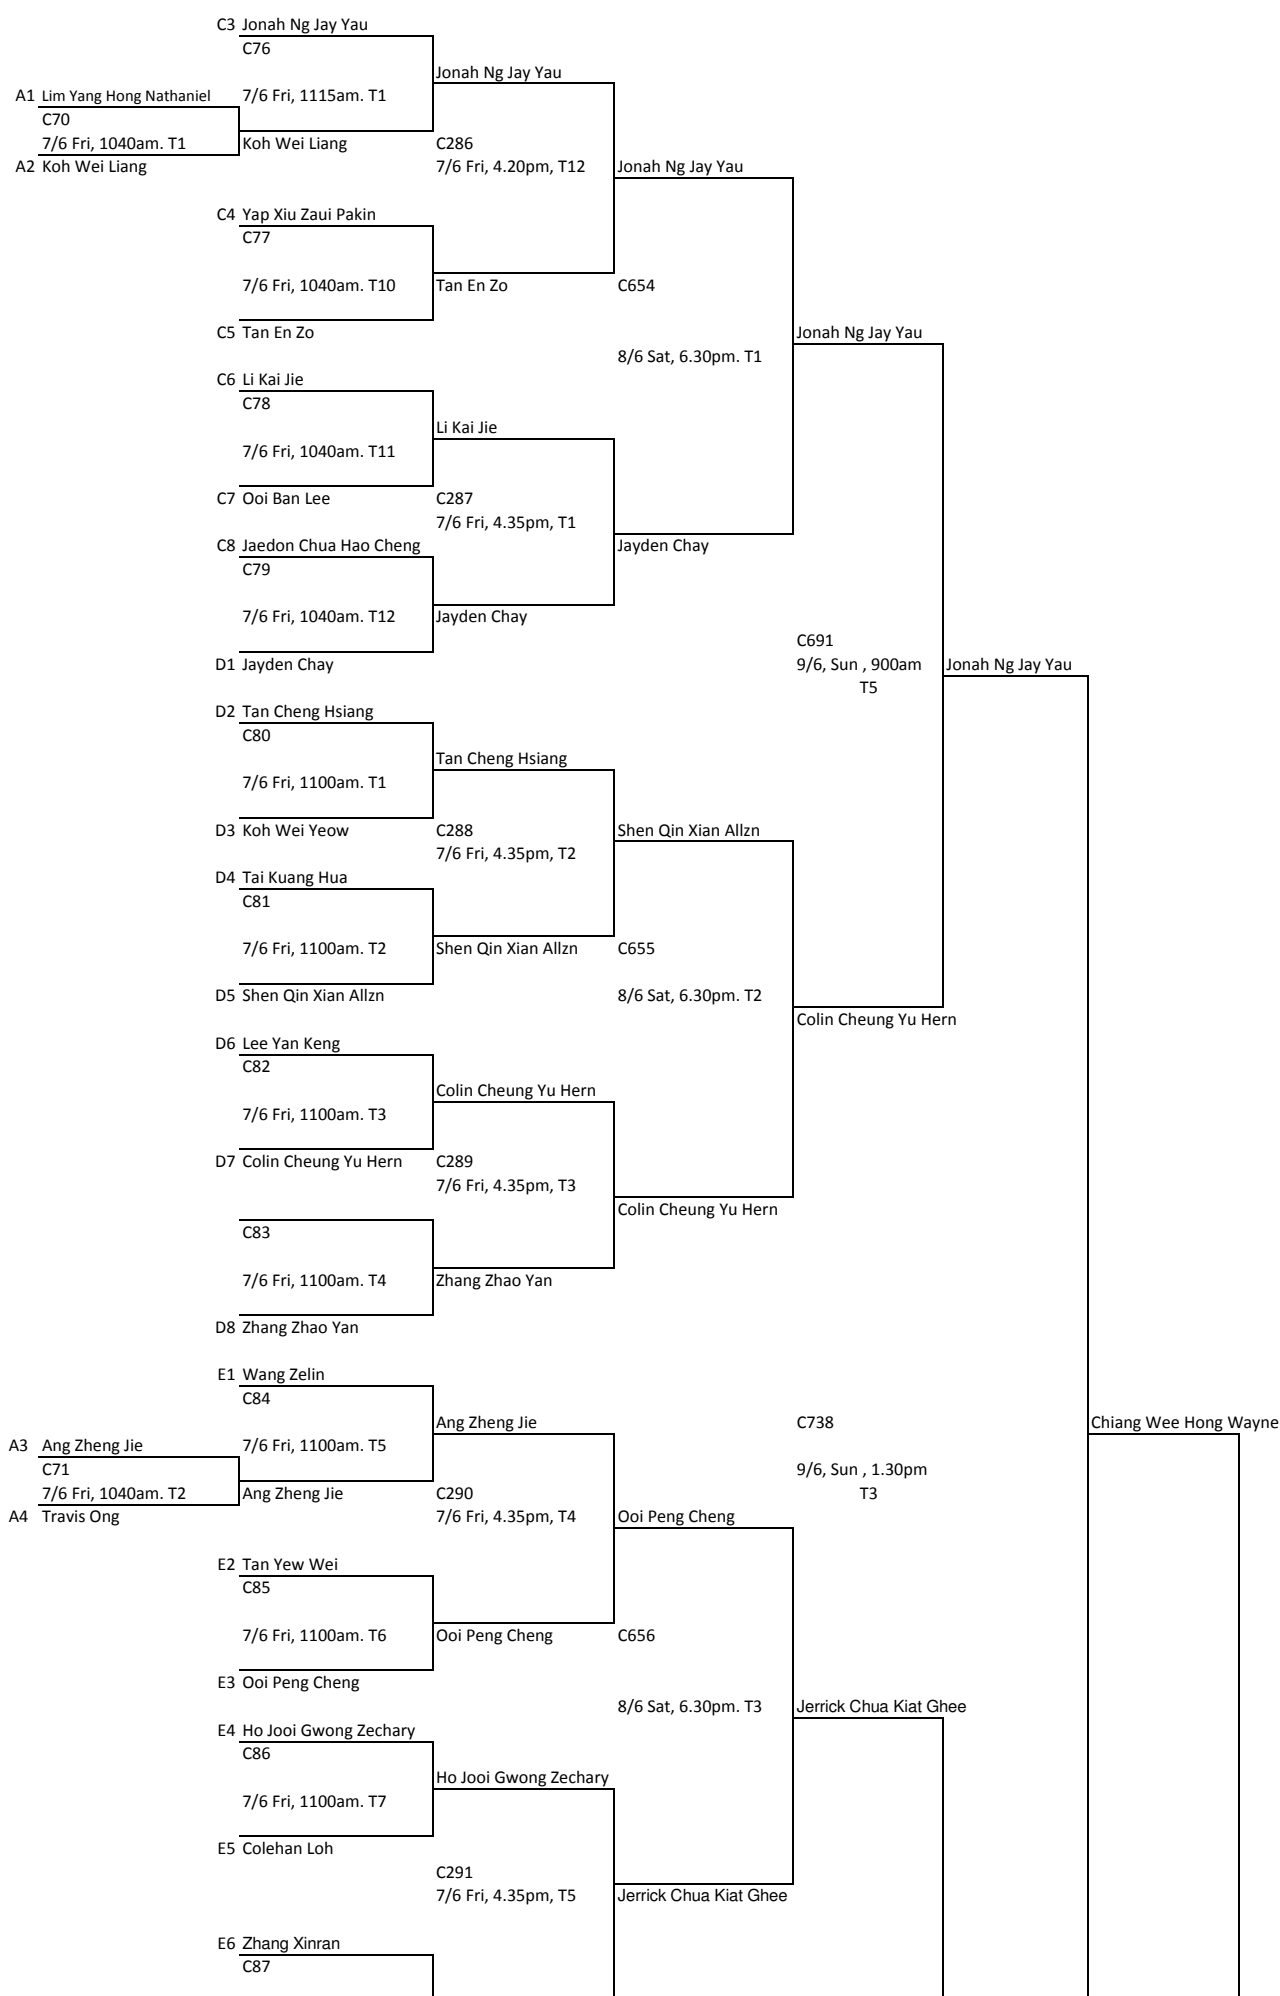 C3 Jonah Ng Jay Yau
C76
Jonah Ng Jay Yau
A1 Lim Yang Hong Nathaniel 7/6 Fri, 1115am. T1
C70
7/6 Fri, 1040am. T1 Koh Wei Liang C286
A2 Koh Wei Liang 7/6 Fri, 4.20pm, T12 Jonah Ng Jay Yau
C4 Yap Xiu Zaui Pakin
C77
7/6 Fri, 1040am. T10 Tan En Zo C654
C5 Tan En Zo Jonah Ng Jay Yau
8/6 Sat, 6.30pm. T1
C6 Li Kai Jie
C78
Li Kai Jie
7/6 Fri, 1040am. T11
C7 Ooi Ban Lee C287
7/6 Fri, 4.35pm, T1
C8 Jaedon Chua Hao Cheng Jayden Chay
C79
7/6 Fri, 1040am. T12 Jayden Chay
C691
D1 Jayden Chay 9/6, Sun , 900am Jonah Ng Jay Yau
T5
D2 Tan Cheng Hsiang
C80
Tan Cheng Hsiang
7/6 Fri, 1100am. T1
D3 Koh Wei Yeow C288 Shen Qin Xian Allzn
7/6 Fri, 4.35pm, T2
D4 Tai Kuang Hua
C81
7/6 Fri, 1100am. T2 Shen Qin Xian Allzn C655
D5 Shen Qin Xian Allzn 8/6 Sat, 6.30pm. T2
Colin Cheung Yu Hern
D6 Lee Yan Keng
C82
Colin Cheung Yu Hern
7/6 Fri, 1100am. T3
D7 Colin Cheung Yu Hern C289
7/6 Fri, 4.35pm, T3
Colin Cheung Yu Hern
C83
7/6 Fri, 1100am. T4 Zhang Zhao Yan
D8 Zhang Zhao Yan
E1 Wang Zelin
C84
Ang Zheng Jie C738 Chiang Wee Hong Wayne
A3 Ang Zheng Jie 7/6 Fri, 1100am. T5
C71 9/6, Sun , 1.30pm
7/6 Fri, 1040am. T2 Ang Zheng Jie C290 T3
A4 Travis Ong 7/6 Fri, 4.35pm, T4 Ooi Peng Cheng
E2 Tan Yew Wei
C85
7/6 Fri, 1100am. T6 Ooi Peng Cheng C656
E3 Ooi Peng Cheng
8/6 Sat, 6.30pm. T3 Jerrick Chua Kiat Ghee
E4 Ho Jooi Gwong Zechary
C86
Ho Jooi Gwong Zechary
7/6 Fri, 1100am. T7
E5 Colehan Loh
C291
7/6 Fri, 4.35pm, T5 Jerrick Chua Kiat Ghee
E6 Zhang Xinran
C87